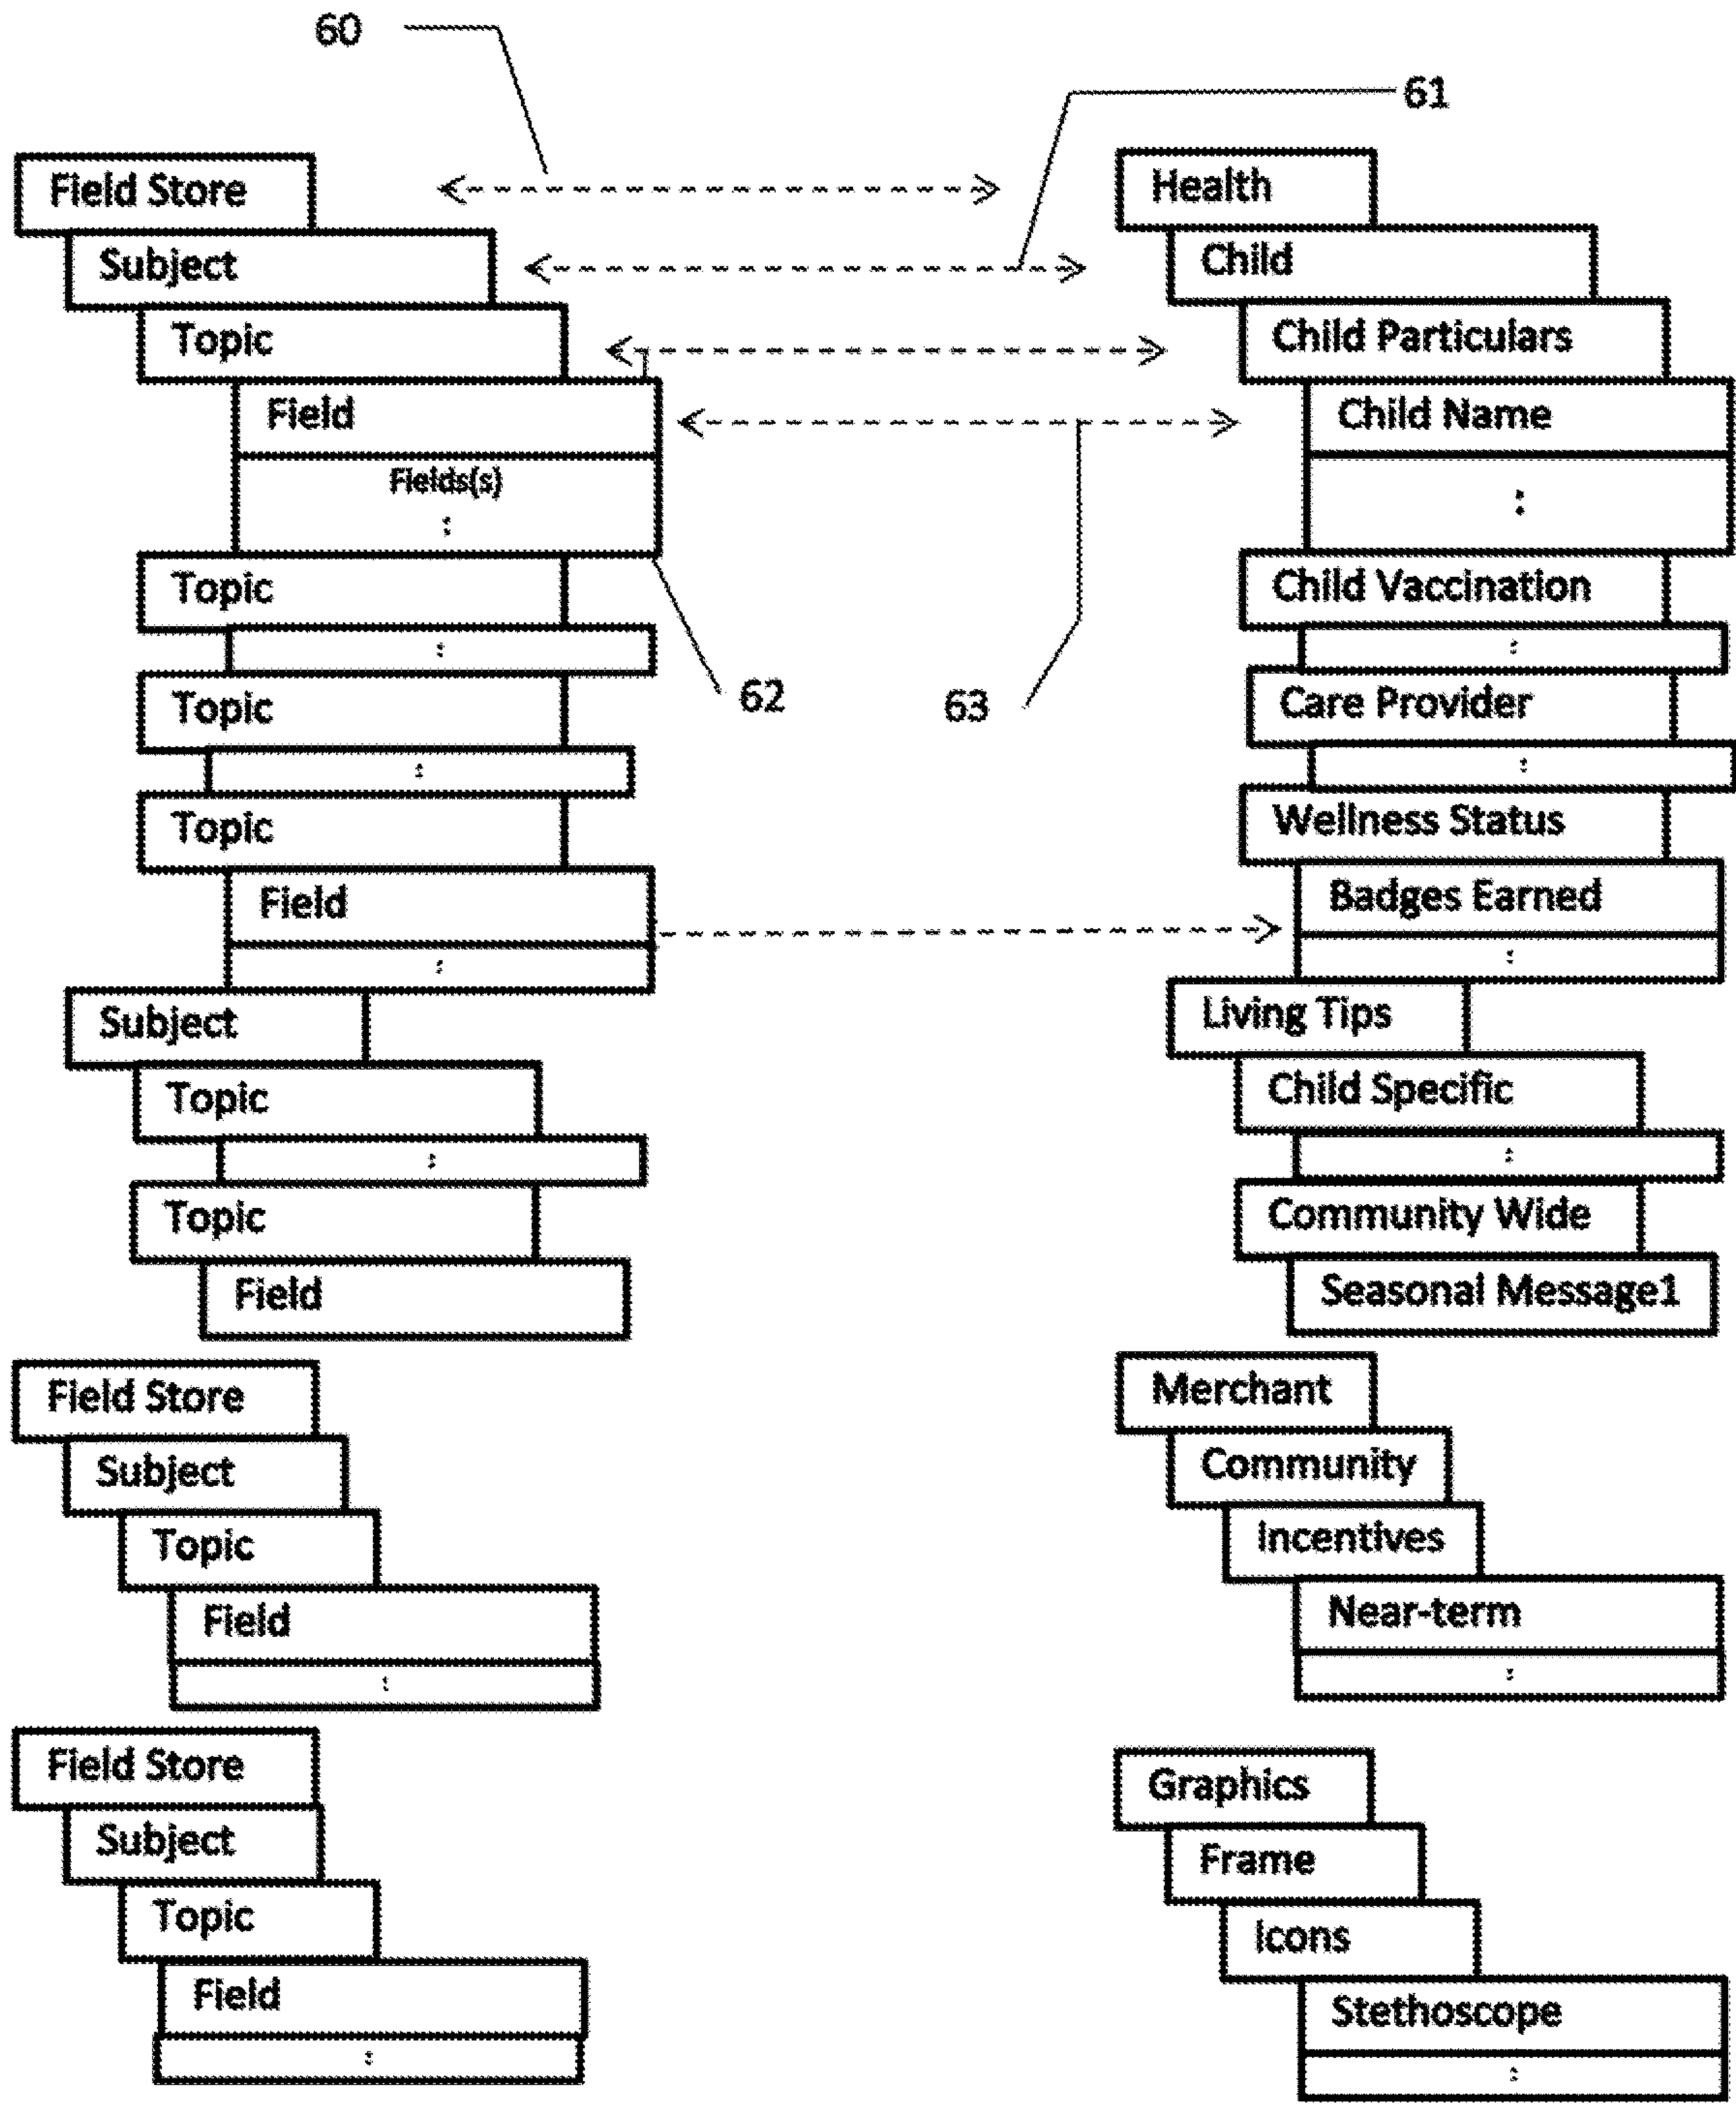 60
61
Field Store
Subject
Topic
Field
Fields(s)
:
Topic
:
Topic
:
Topic
Field
:
Subject
Topic
:
Topic
Field
Field Store
Subject
Topic
Field
:
Field Store
Subject
Topic
Field
:
62
63
Health
Child
Child Particulars
Child Name
:
Child Vaccination
:
Care Provider
:
Wellness Status
Badges Earned
:
Living Tips
Child Specific
:
Community Wide
Seasonal Message1
Merchant
Community
Incentives
Near-term
:
Graphics
Frame
Icons
Stethoscope
: